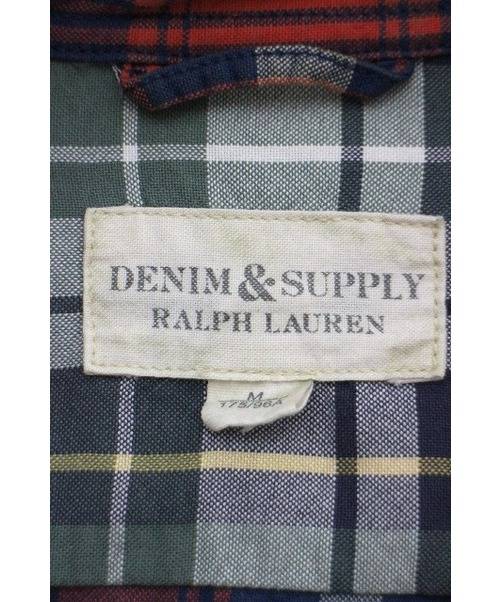 DENIM & SUPPLY
RALPH LAUREN
M
175/96A